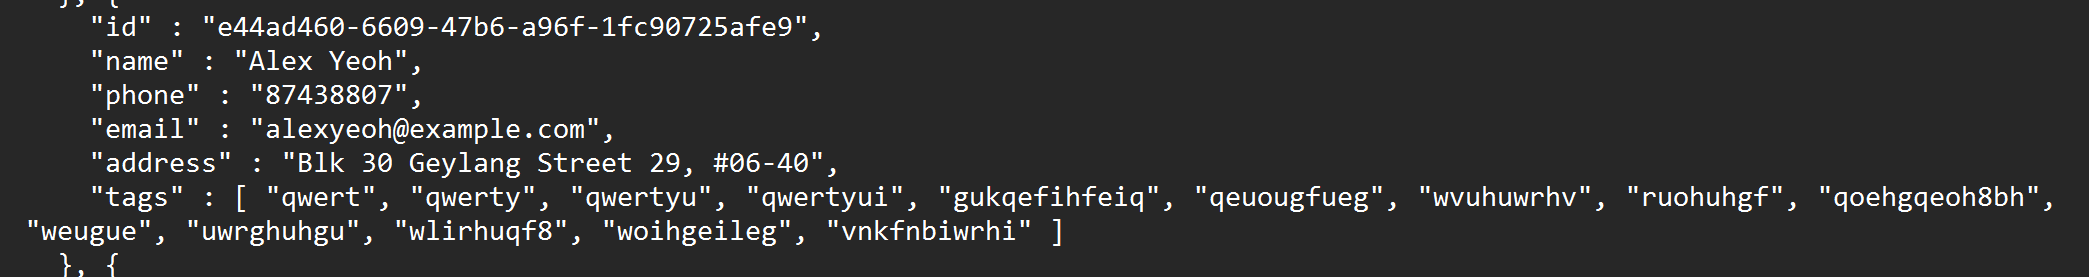 }, {
"id" : "e44ad460-6609-47b6-a96f-1fc90725afe9",
"name" : "Alex Yeoh",
"phone" : "87438807",
"email" : "alexyeoh@example.com",
"address" : "Blk 30 Geylang Street 29, #06-40",
"tags" : [ "qwert", "qwerty", "qwertyu", "qwertyui", "gukqefihfeiq", "qeuougfueg", "wvuhuwrhv", "ruohuhgf", "qoehgqeoh8bh",
"weugue", "uwrghuhgu", "wlirhuqf8", "woihgeileg", "vnkfnbiwrhi" ]
}, {